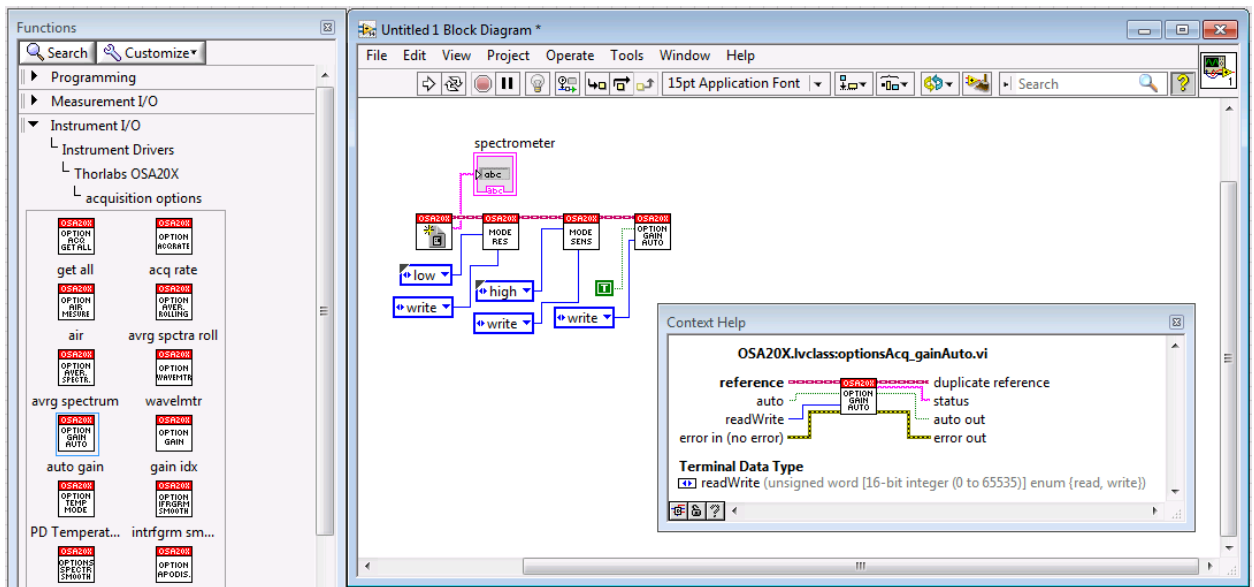 Functions
Search Customize
Programming
Measurement I/O
Instrument I/O
Instrument Drivers
Thorlabs OSA20X
acquisition options
OSA20X OPTION ACQ GETALL
OSA20X OPTION ACQRATE
get all acq rate
OSA20X OPTION AIR MESURE
OSA20X OPTION AVER. ROLLING
air avrg spctra roll
OSA20X OPTION AVER. SPECTR.
OSA20X OPTION WAVEMTR
avrg spectrum wavelmtr
OSA20X OPTION GAIN AUTO
OSA20X OPTION GAIN
auto gain gain idx
OSA20X OPTION TEMP MODE
OSA20X OPTION IFRGRM SMOOTH
PD Temperat... intrfgrm sm...
OSA20X OPTIONS SPECTR SMOOTH
OSA20X OPTION APODIS.
Untitled 1 Block Diagram *
File Edit View Project Operate Tools Window Help
15pt Application Font Search
1
spectrometer
abc
abc
OSA20X
OSA20X MODE RES
OSA20X MODE SENS
OSA20X OPTION GAIN AUTO
low
high
T
write
write
write
Context Help
OSA20X.lvclass:optionsAcq_gainAuto.vi
reference duplicate reference
OSA20X OPTION GAIN AUTO
auto status
readWrite auto out
error in (no error) error out
Terminal Data Type
readWrite (unsigned word [16-bit integer (0 to 65535)] enum {read, write})